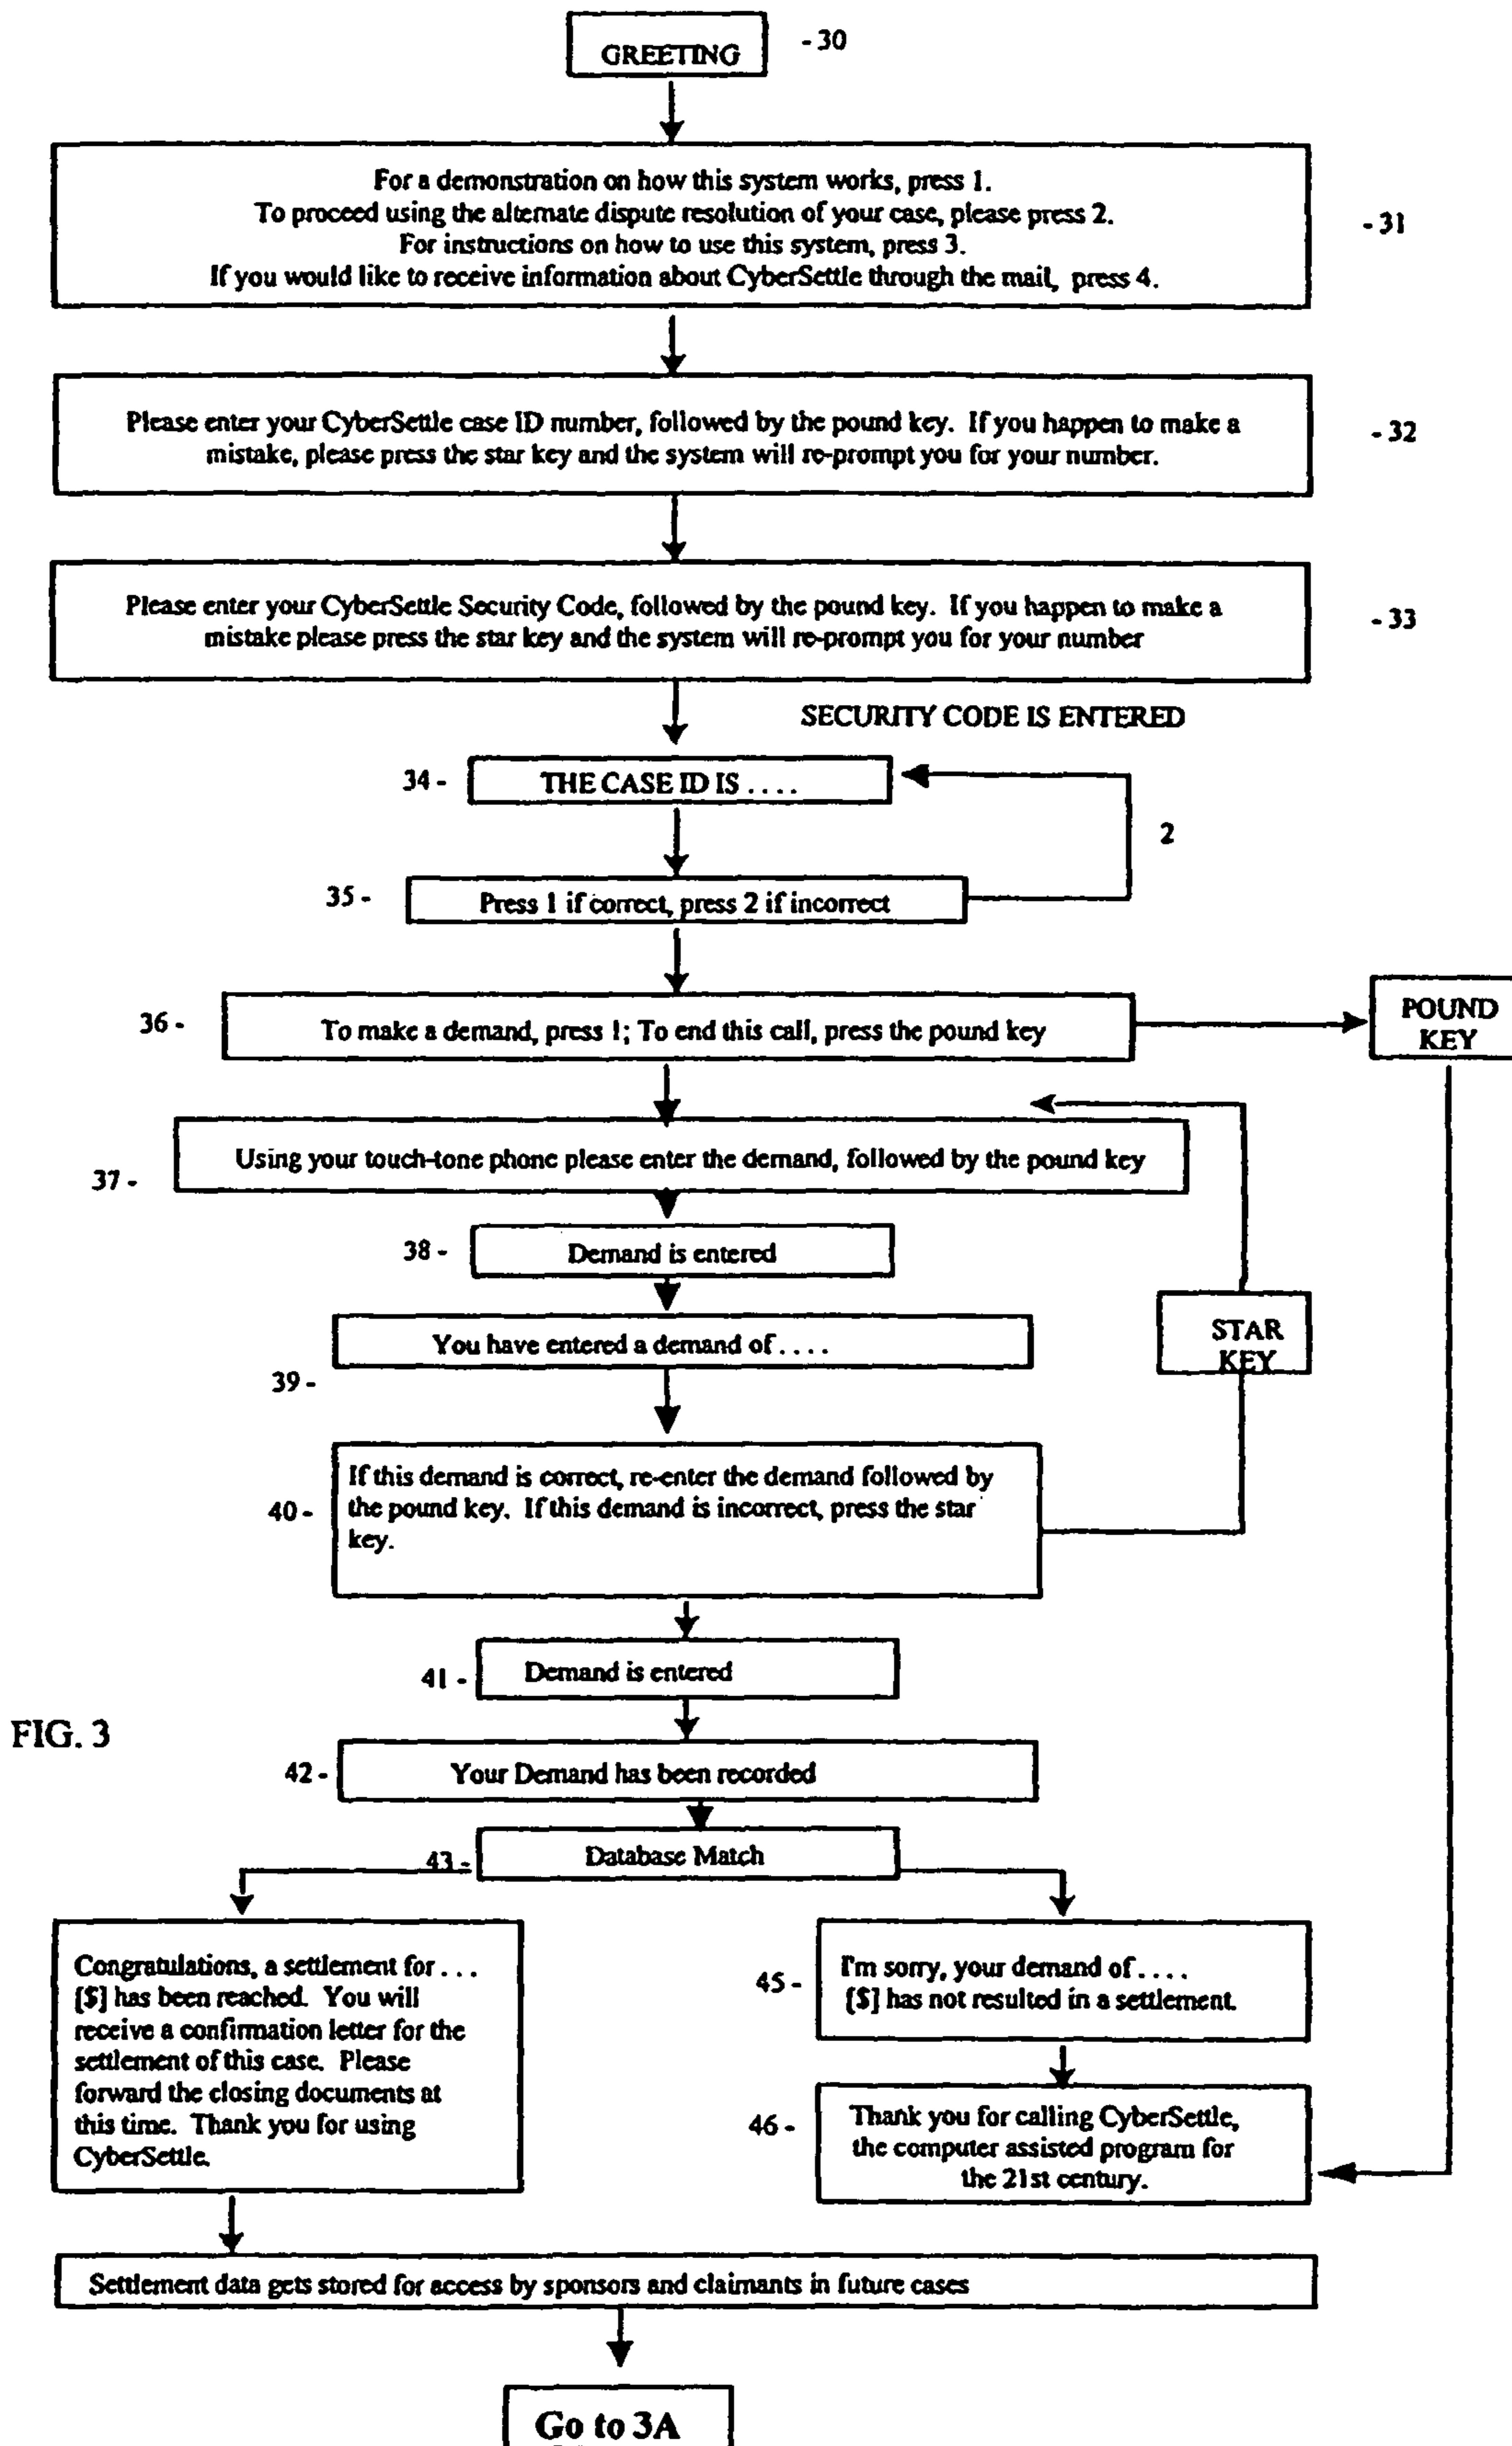 GREETING
- 30
For a demonstration on how this system works, press 1.
To proceed using the alternate dispute resolution of your case, please press 2.
For instructions on how to use this system, press 3.
If you would like to receive information about CyberSettle through the mail, press 4.
- 31
Please enter your CyberSettle case ID number, followed by the pound key. If you happen to make a
mistake, please press the star key and the system will re-prompt you for your number.
- 32
Please enter your CyberSettle Security Code, followed by the pound key. If you happen to make a
mistake please press the star key and the system will re-prompt you for your number
- 33
SECURITY CODE IS ENTERED
34 -
THE CASE ID IS . . . .
2
35 -
Press 1 if correct, press 2 if incorrect
36 -
To make a demand, press 1; To end this call, press the pound key
POUND
KEY
37 -
Using your touch-tone phone please enter the demand, followed by the pound key
38 -
Demand is entered
39 -
You have entered a demand of . . . .
STAR
KEY
40 -
If this demand is correct, re-enter the demand followed by
the pound key. If this demand is incorrect, press the star
key.
41 -
Demand is entered
FIG. 3
42 -
Your Demand has been recorded
43 -
Database Match
Congratulations, a settlement for . . .
[$] has been reached. You will
receive a confirmation letter for the
settlement of this case. Please
forward the closing documents at
this time. Thank you for using
CyberSettle.
45 -
I'm sorry, your demand of . . . .
[$] has not resulted in a settlement.
46 -
Thank you for calling CyberSettle,
the computer assisted program for
the 21st century.
Settlement data gets stored for access by sponsors and claimants in future cases
Go to 3A